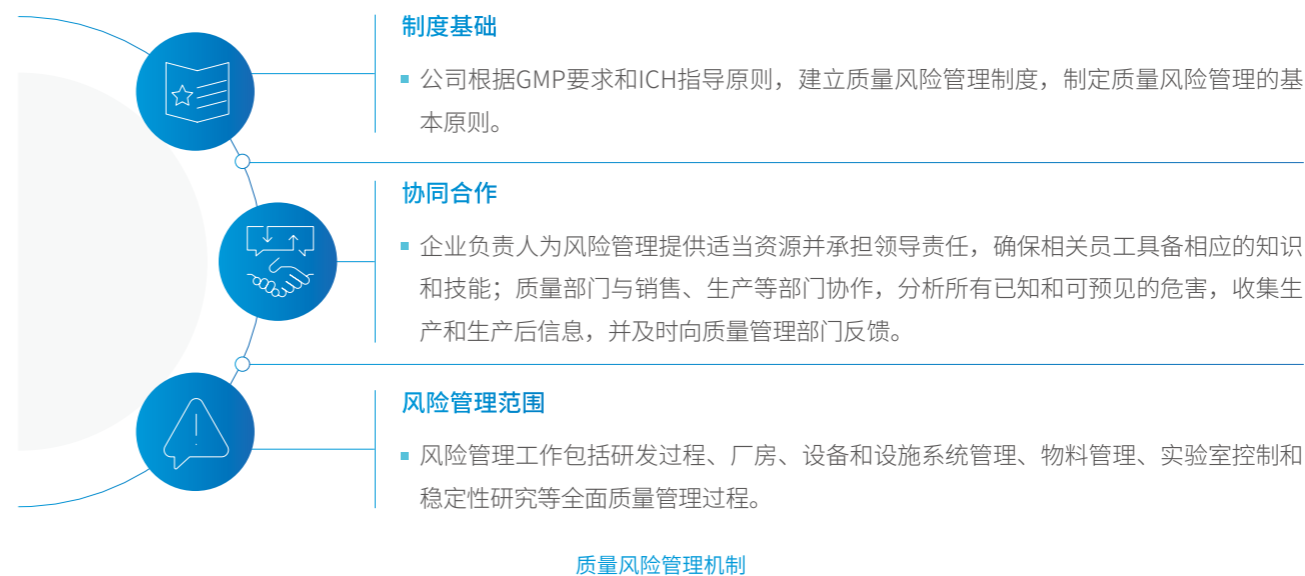 制度基础
公司根据GMP要求和ICH指导原则，建立质量风险管理制度，制定质量风险管理的基
本原则。
协同合作
企业负责人为风险管理提供适当资源并承担领导责任，确保相关员工具备相应的知识
和技能；质量部门与销售、生产等部门协作，分析所有已知和可预见的危害，收集生
产和生产后信息，并及时向质量管理部门反馈。
风险管理范围
风险管理工作包括研发过程、厂房、设备和设施系统管理、物料管理、实验室控制和
稳定性研究等全面质量管理过程。
质量风险管理机制